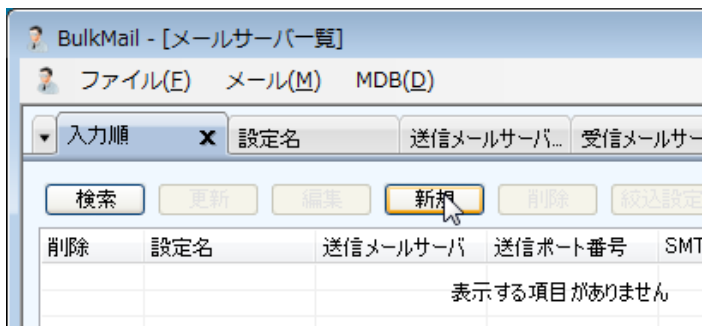 BulkMail - [メールサーバ一覧]
ファイル(F) メール(M) MDB(D)
入力順 設定名 送信メールサーバ... 受信メールサー
検索 更新 編集 新規 削除 絞込設定
削除 設定名 送信メールサーバ 送信ポート番号 SMT
表示する項目がありません